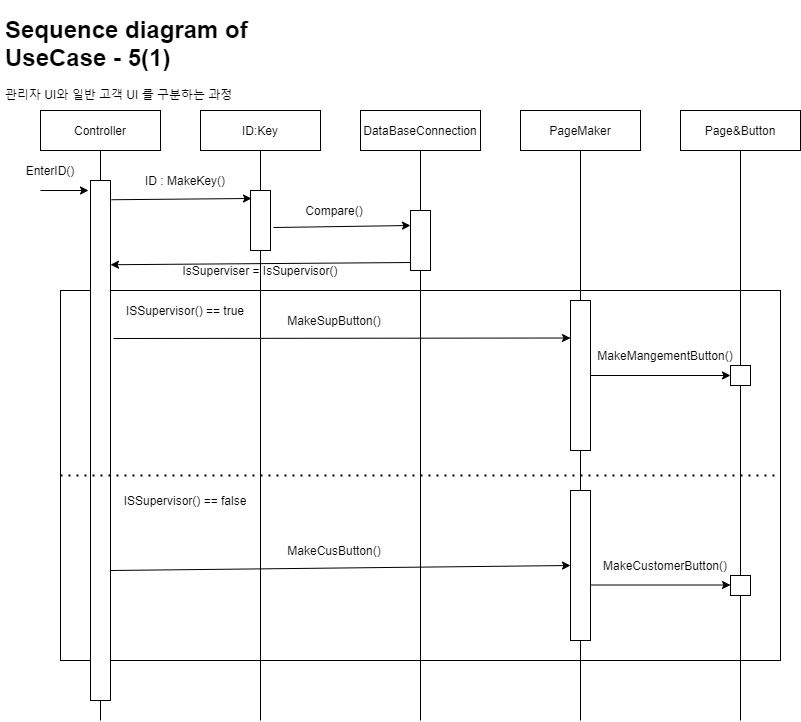 Sequence diagram of
UseCase - 5(1)
관리자 UI와 일반 고객 UI 를 구분하는 과정
Controller
ID:Key
DataBaseConnection
PageMaker
Page&Button
EnterID()
ID : MakeKey()
Compare()
IsSuperviser = IsSupervisor()
ISSupervisor() == true
MakeSupButton()
MakeMangementButton()
ISSupervisor() == false
MakeCusButton()
MakeCustomerButton()